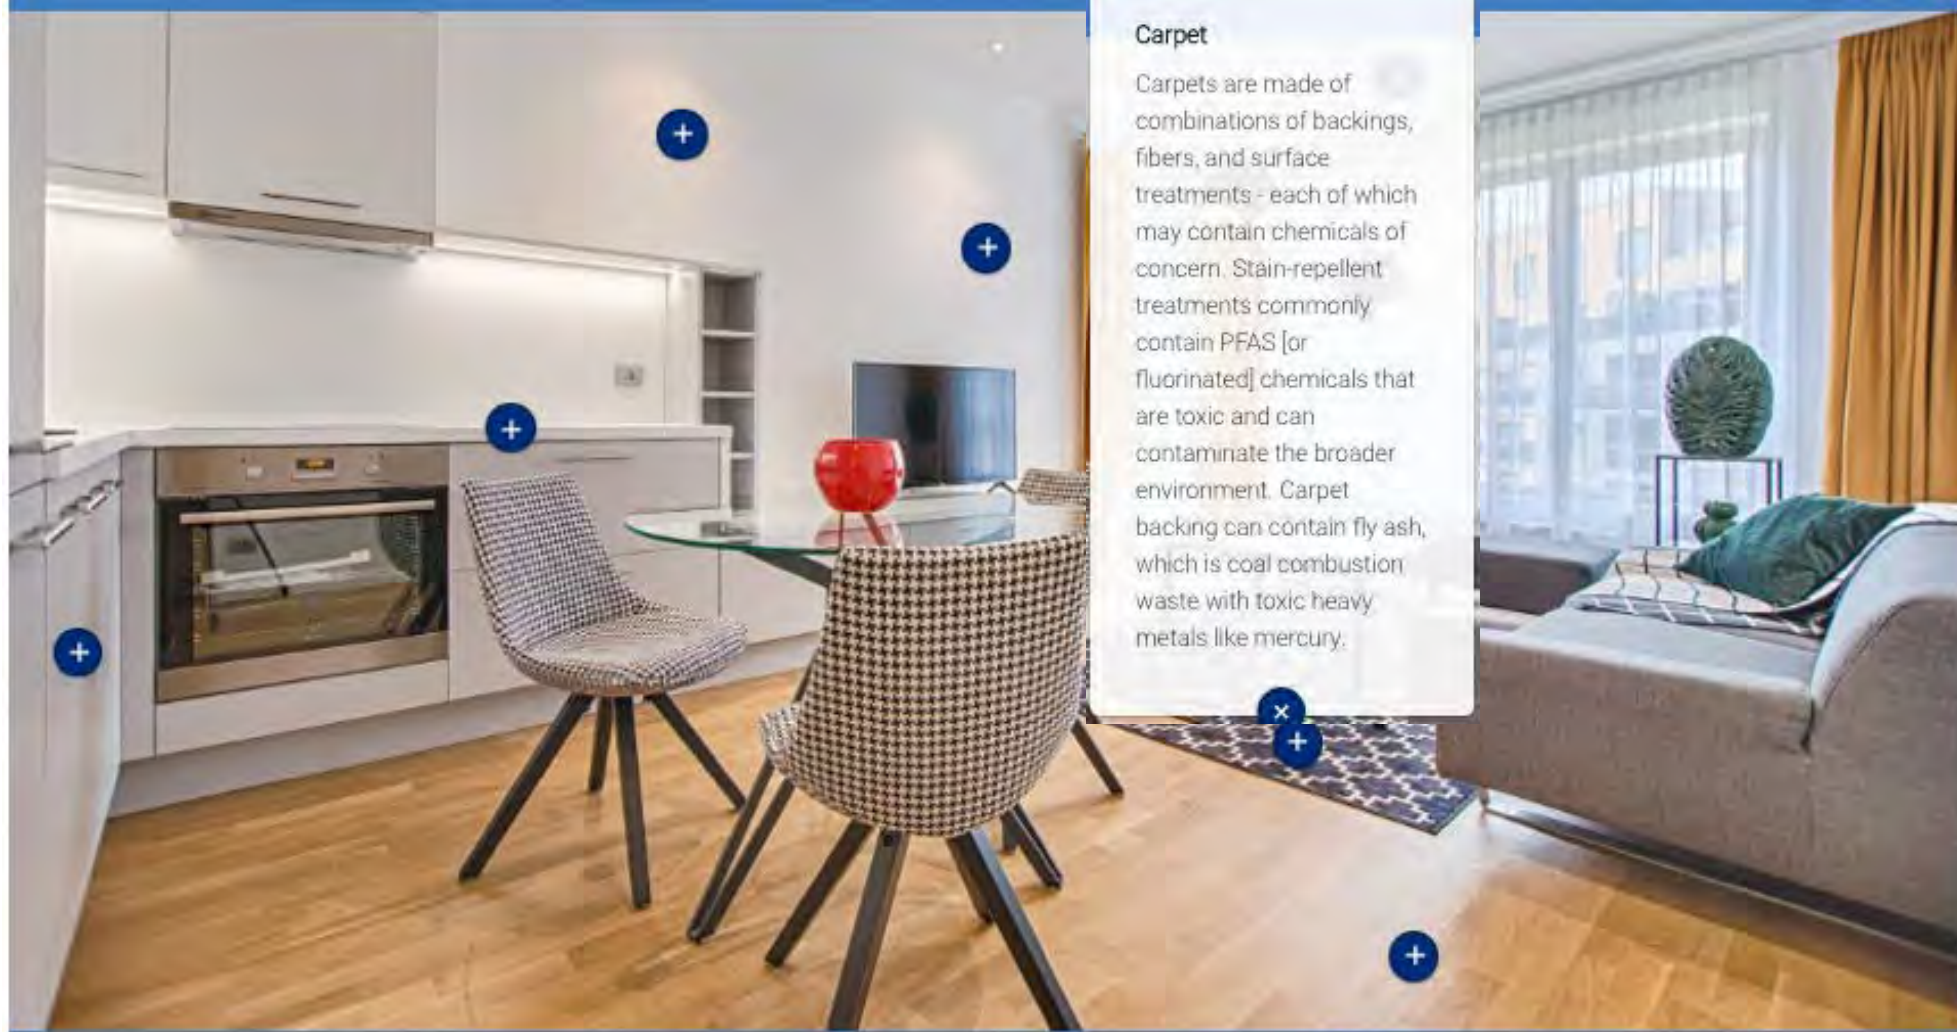 Carpet
Carpets are made of
combinations of backings,
fibers, and surface
treatments - each of which
may contain chemicals of
concern. Stain-repellent
treatments commonly
contain PFAS [or
fluorinated] chemicals that
are toxic and can
contaminate the broader
environment. Carpet
backing can contain fly ash,
which is coal combustion
waste with toxic heavy
metals like mercury.